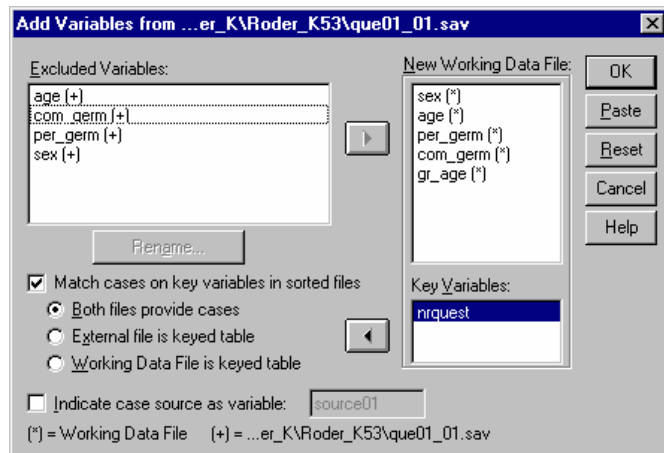 Add Variables from ...er_K\Roder_K53\que01_01.sav
Excluded Variables:
age (+)
com_germ (+)
per_germ (+)
sex (+)
Rename...
New Working Data File:
sex (*)
age (*)
per_germ (*)
com_germ (*)
gr_age (*)
OK
Paste
Reset
Cancel
Help
Match cases on key variables in sorted files
Both files provide cases
External file is keyed table
Working Data File is keyed table
Key Variables:
nrquest
Indicate case source as variable: source01
(*) = Working Data File (+) = ...er_K\Roder_K53\que01_01.sav